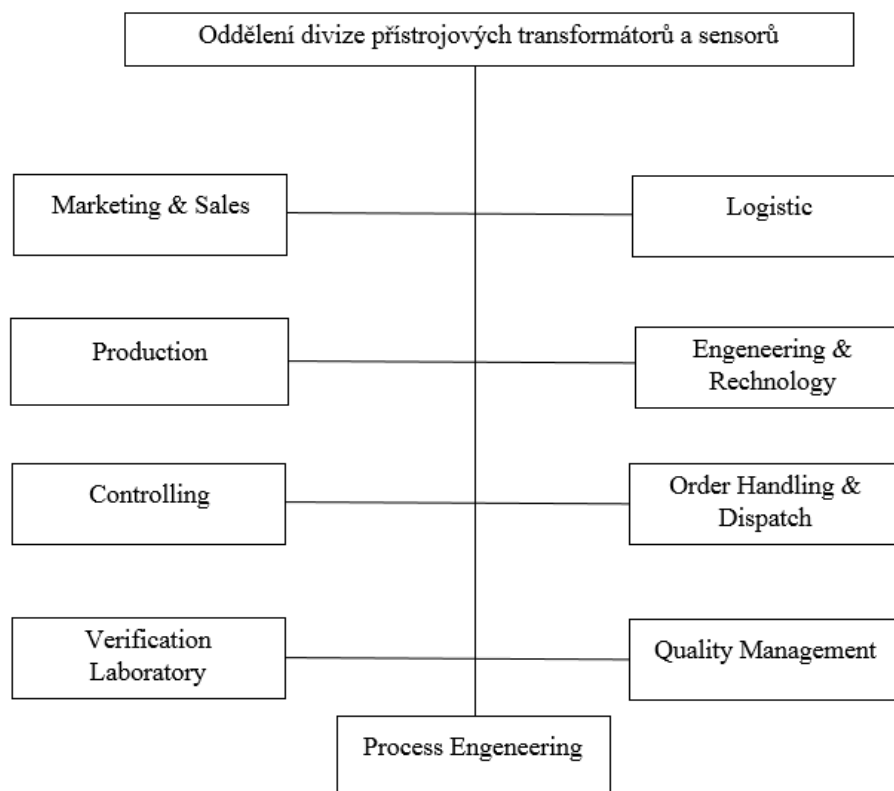 Oddělení divize přístrojových transformátorů a sensorů
Marketing & Sales
Logistic
Production
Engeneering &
Rechnology
Controlling
Order Handling &
Dispatch
Verification
Laboratory
Quality Management
Process Engeneering